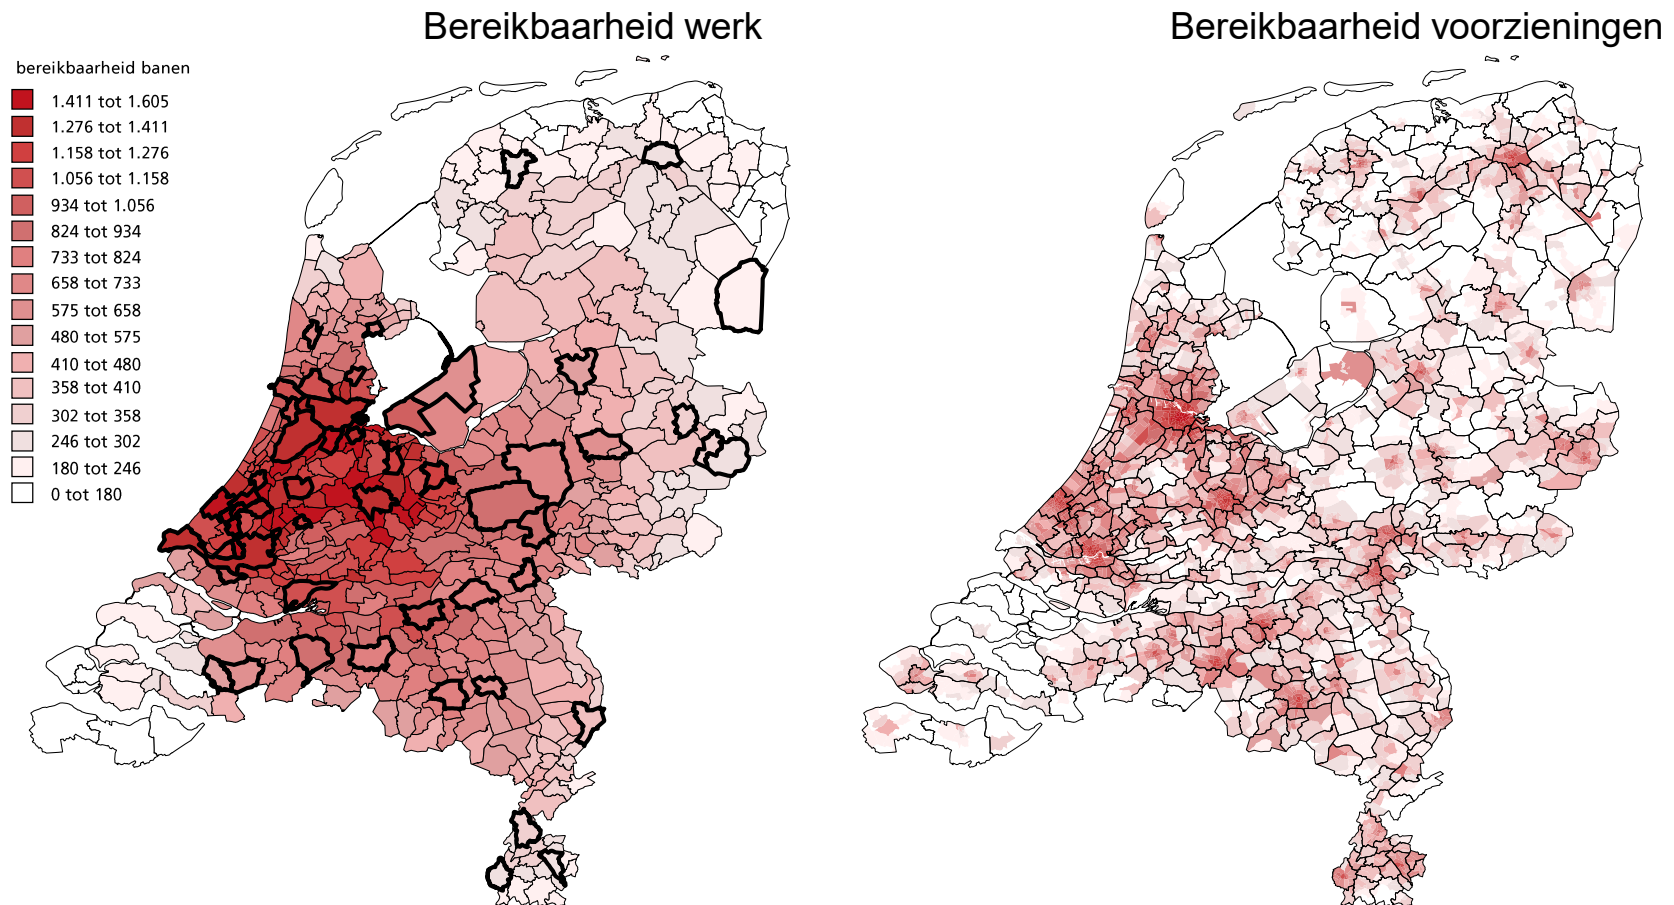 Bereikbaarheid werk
Bereikbaarheid voorzieningen
bereikbaarheid banen
1.411 tot 1.605
1.276 tot 1.411
1.158 tot 1.276
1.056 tot 1.158
934 tot 1.056
824 tot 934
733 tot 824
658 tot 733
575 tot 658
480 tot 575
410 tot 480
358 tot 410
302 tot 358
246 tot 302
180 tot 246
0 tot 180